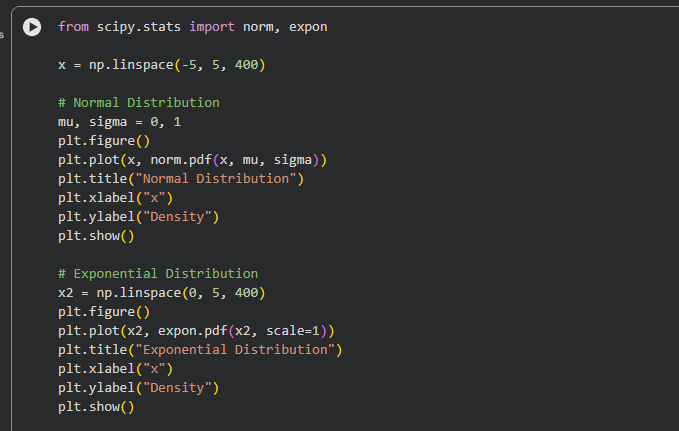 s
from scipy.stats import norm, expon
x = np.linspace(-5, 5, 400)
# Normal Distribution
mu, sigma = 0, 1
plt.figure()
plt.plot(x, norm.pdf(x, mu, sigma))
plt.title("Normal Distribution")
plt.xlabel("x")
plt.ylabel("Density")
plt.show()
# Exponential Distribution
x2 = np.linspace(0, 5, 400)
plt.figure()
plt.plot(x2, expon.pdf(x2, scale=1))
plt.title("Exponential Distribution")
plt.xlabel("x")
plt.ylabel("Density")
plt.show()